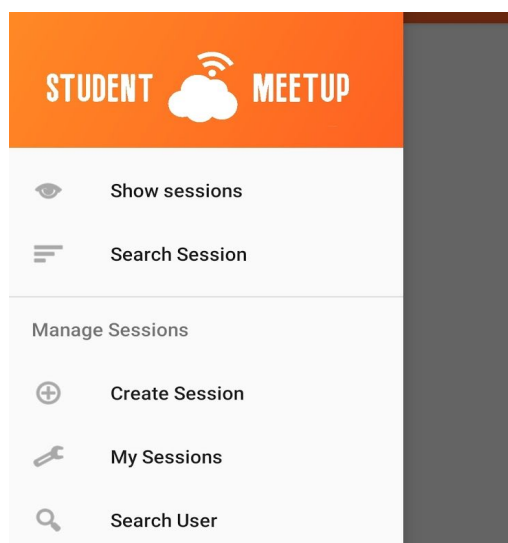 STUDENT MEETUP
Show sessions
Search Session
Manage Sessions
Create Session
My Sessions
Search User